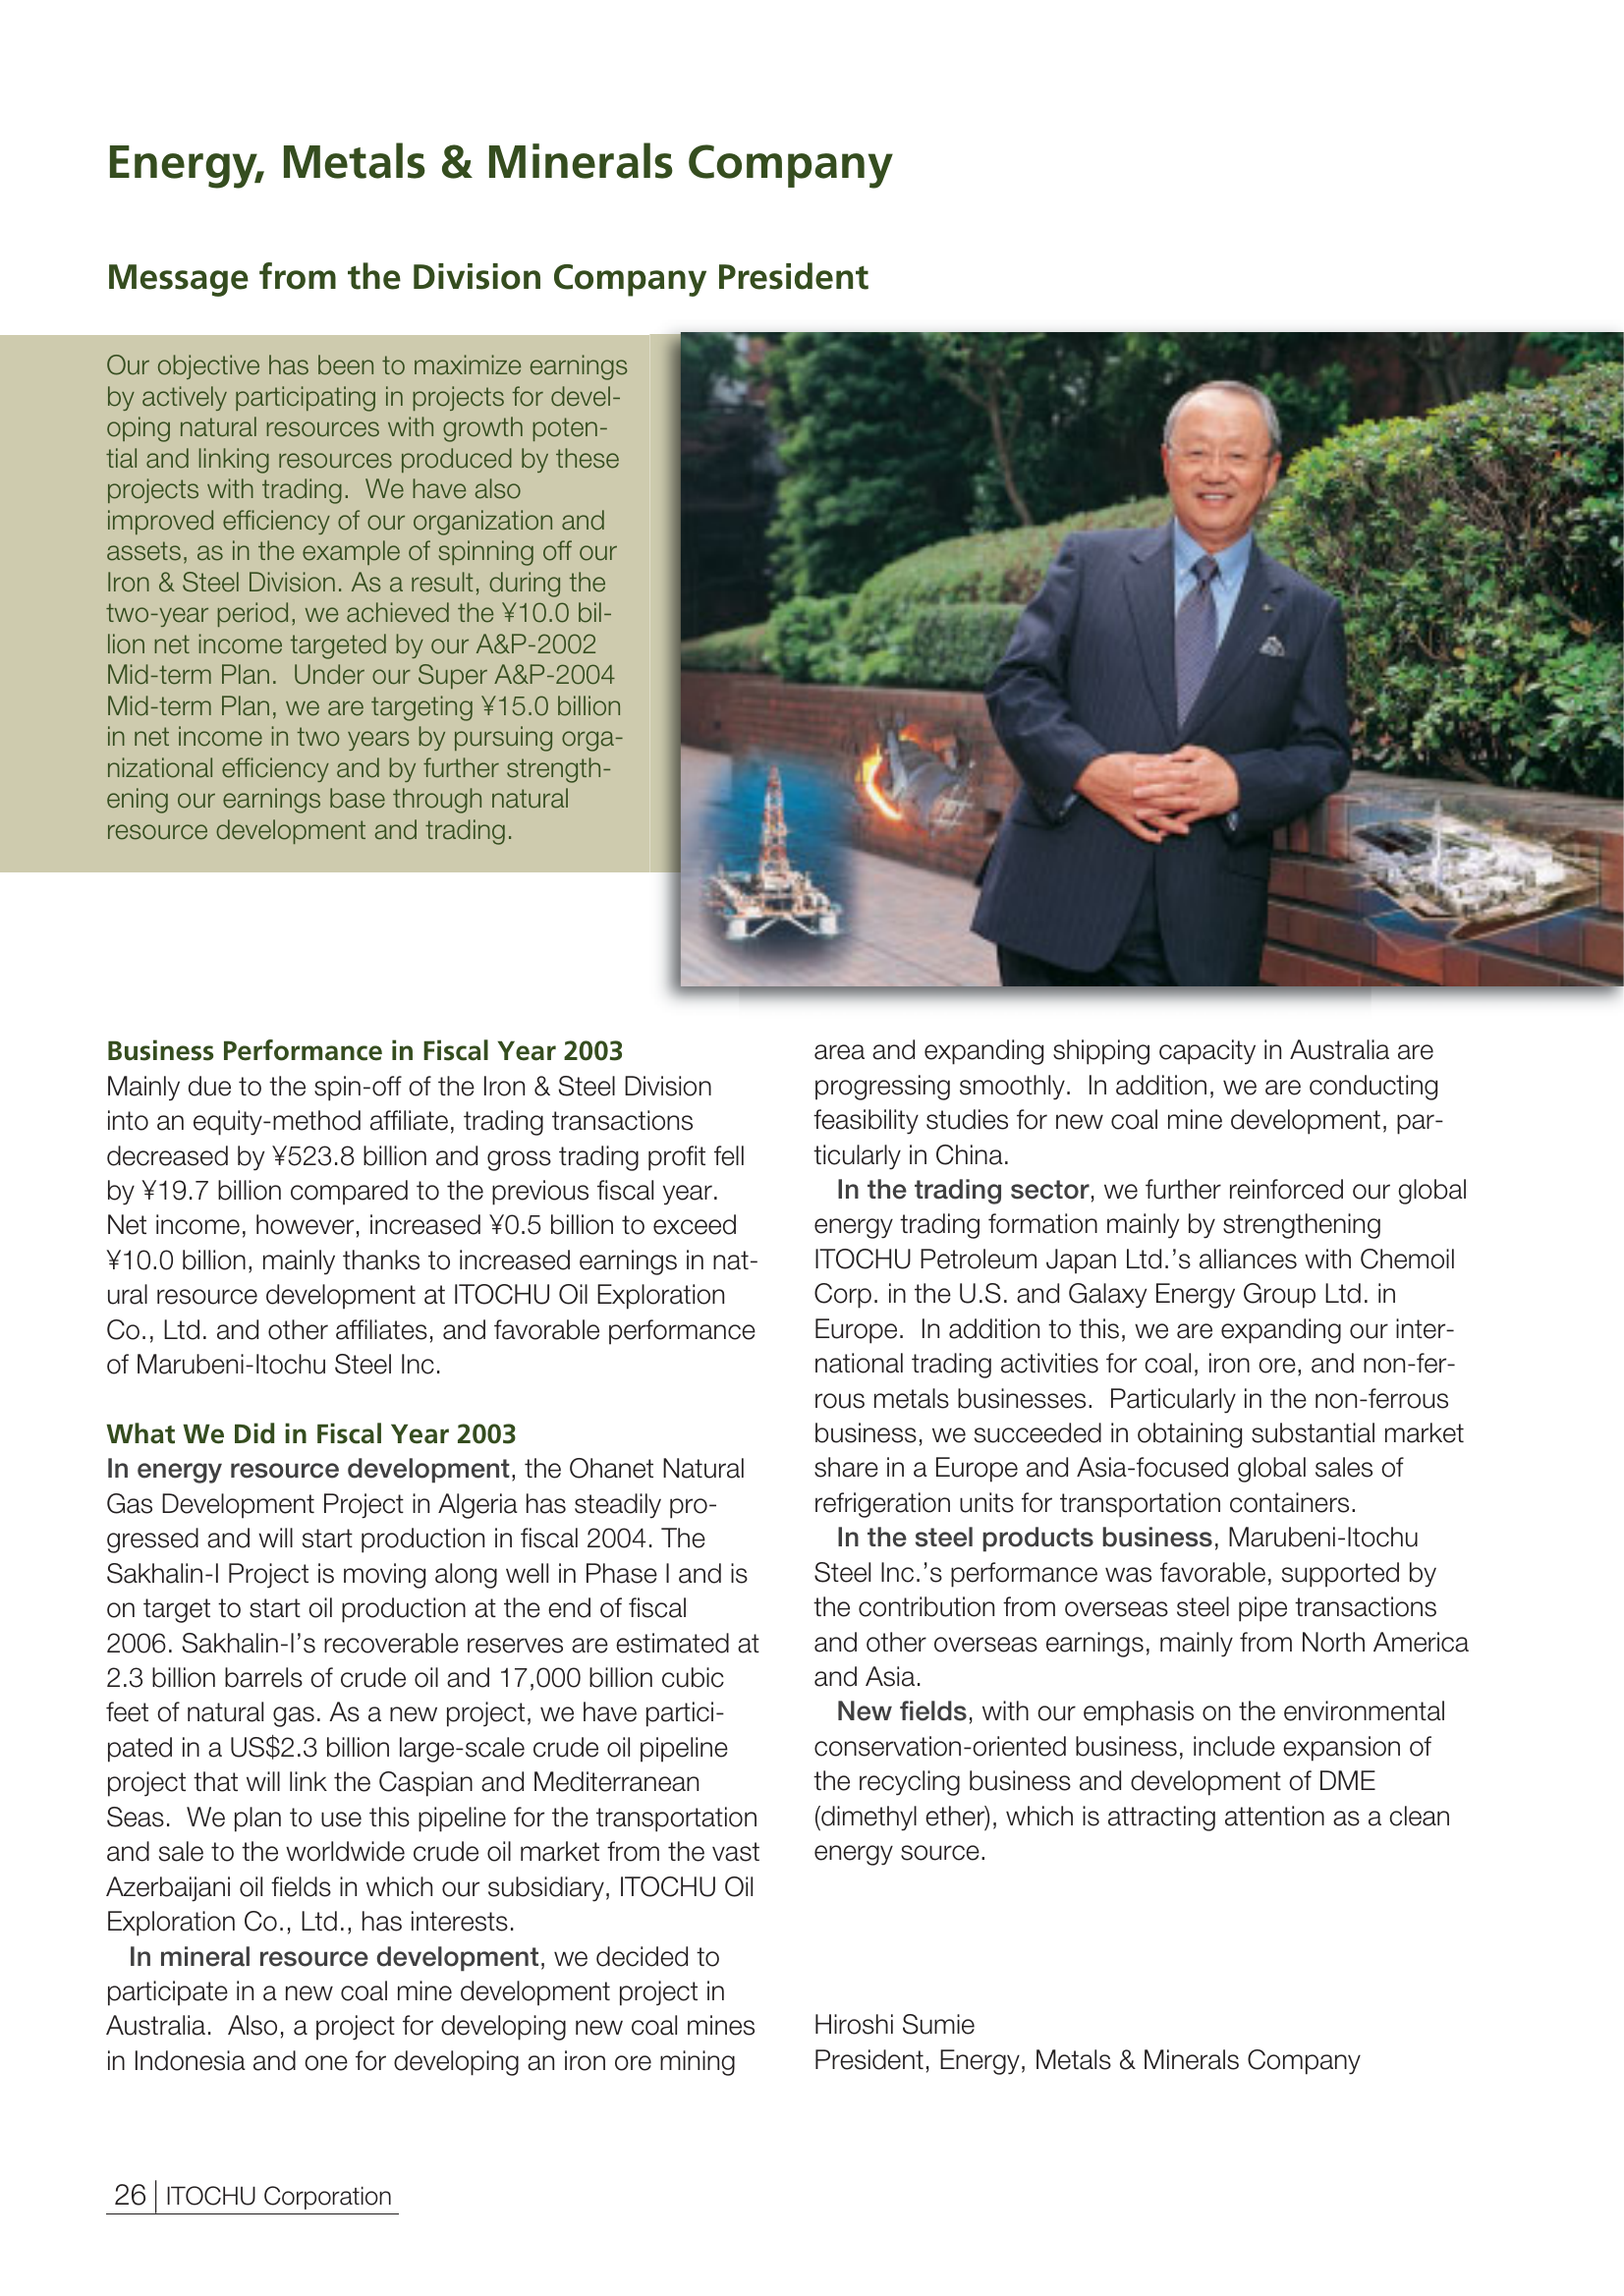 Energy, Metals & Minerals Company
Message from the Division Company President
Our objective has been to maximize earnings
by actively participating in projects for devel-
oping natural resources with growth poten-
tial and linking resources produced by these
projects with trading.  We have also
improved efficiency of our organization and
assets, as in the example of spinning off our
Iron & Steel Division. As a result, during the
two-year period, we achieved the ¥10.0 bil-
lion net income targeted by our A&P-2002
Mid-term Plan.  Under our Super A&P-2004
Mid-term Plan, we are targeting ¥15.0 billion
in net income in two years by pursuing orga-
nizational efficiency and by further strength-
ening our earnings base through natural
resource development and trading.
Business Performance in Fiscal Year 2003
Mainly due to the spin-off of the Iron & Steel Division
into an equity-method affiliate, trading transactions
decreased by ¥523.8 billion and gross trading profit fell
by ¥19.7 billion compared to the previous fiscal year.
Net income, however, increased ¥0.5 billion to exceed
¥10.0 billion, mainly thanks to increased earnings in nat-
ural resource development at ITOCHU Oil Exploration
Co., Ltd. and other affiliates, and favorable performance
of Marubeni-Itochu Steel Inc.
What We Did in Fiscal Year 2003
In energy resource development, the Ohanet Natural
Gas Development Project in Algeria has steadily pro-
gressed and will start production in fiscal 2004. The
Sakhalin-I Project is moving along well in Phase I and is
on target to start oil production at the end of fiscal
2006. Sakhalin-I's recoverable reserves are estimated at
2.3 billion barrels of crude oil and 17,000 billion cubic
feet of natural gas. As a new project, we have partici-
pated in a US$2.3 billion large-scale crude oil pipeline
project that will link the Caspian and Mediterranean
Seas.  We plan to use this pipeline for the transportation
and sale to the worldwide crude oil market from the vast
Azerbaijani oil fields in which our subsidiary, ITOCHU Oil
Exploration Co., Ltd., has interests.
In mineral resource development, we decided to
participate in a new coal mine development project in
Australia.  Also, a project for developing new coal mines
in Indonesia and one for developing an iron ore mining
area and expanding shipping capacity in Australia are
progressing smoothly.  In addition, we are conducting
feasibility studies for new coal mine development, par-
ticularly in China.
In the trading sector, we further reinforced our global
energy trading formation mainly by strengthening
ITOCHU Petroleum Japan Ltd.'s alliances with Chemoil
Corp. in the U.S. and Galaxy Energy Group Ltd. in
Europe.  In addition to this, we are expanding our inter-
national trading activities for coal, iron ore, and non-fer-
rous metals businesses.  Particularly in the non-ferrous
business, we succeeded in obtaining substantial market
share in a Europe and Asia-focused global sales of
refrigeration units for transportation containers.
In the steel products business, Marubeni-Itochu
Steel Inc.'s performance was favorable, supported by
the contribution from overseas steel pipe transactions
and other overseas earnings, mainly from North America
and Asia.
New fields, with our emphasis on the environmental
conservation-oriented business, include expansion of
the recycling business and development of DME
(dimethyl ether), which is attracting attention as a clean
energy source.
Hiroshi Sumie
President, Energy, Metals & Minerals Company
26 ITOCHU Corporation